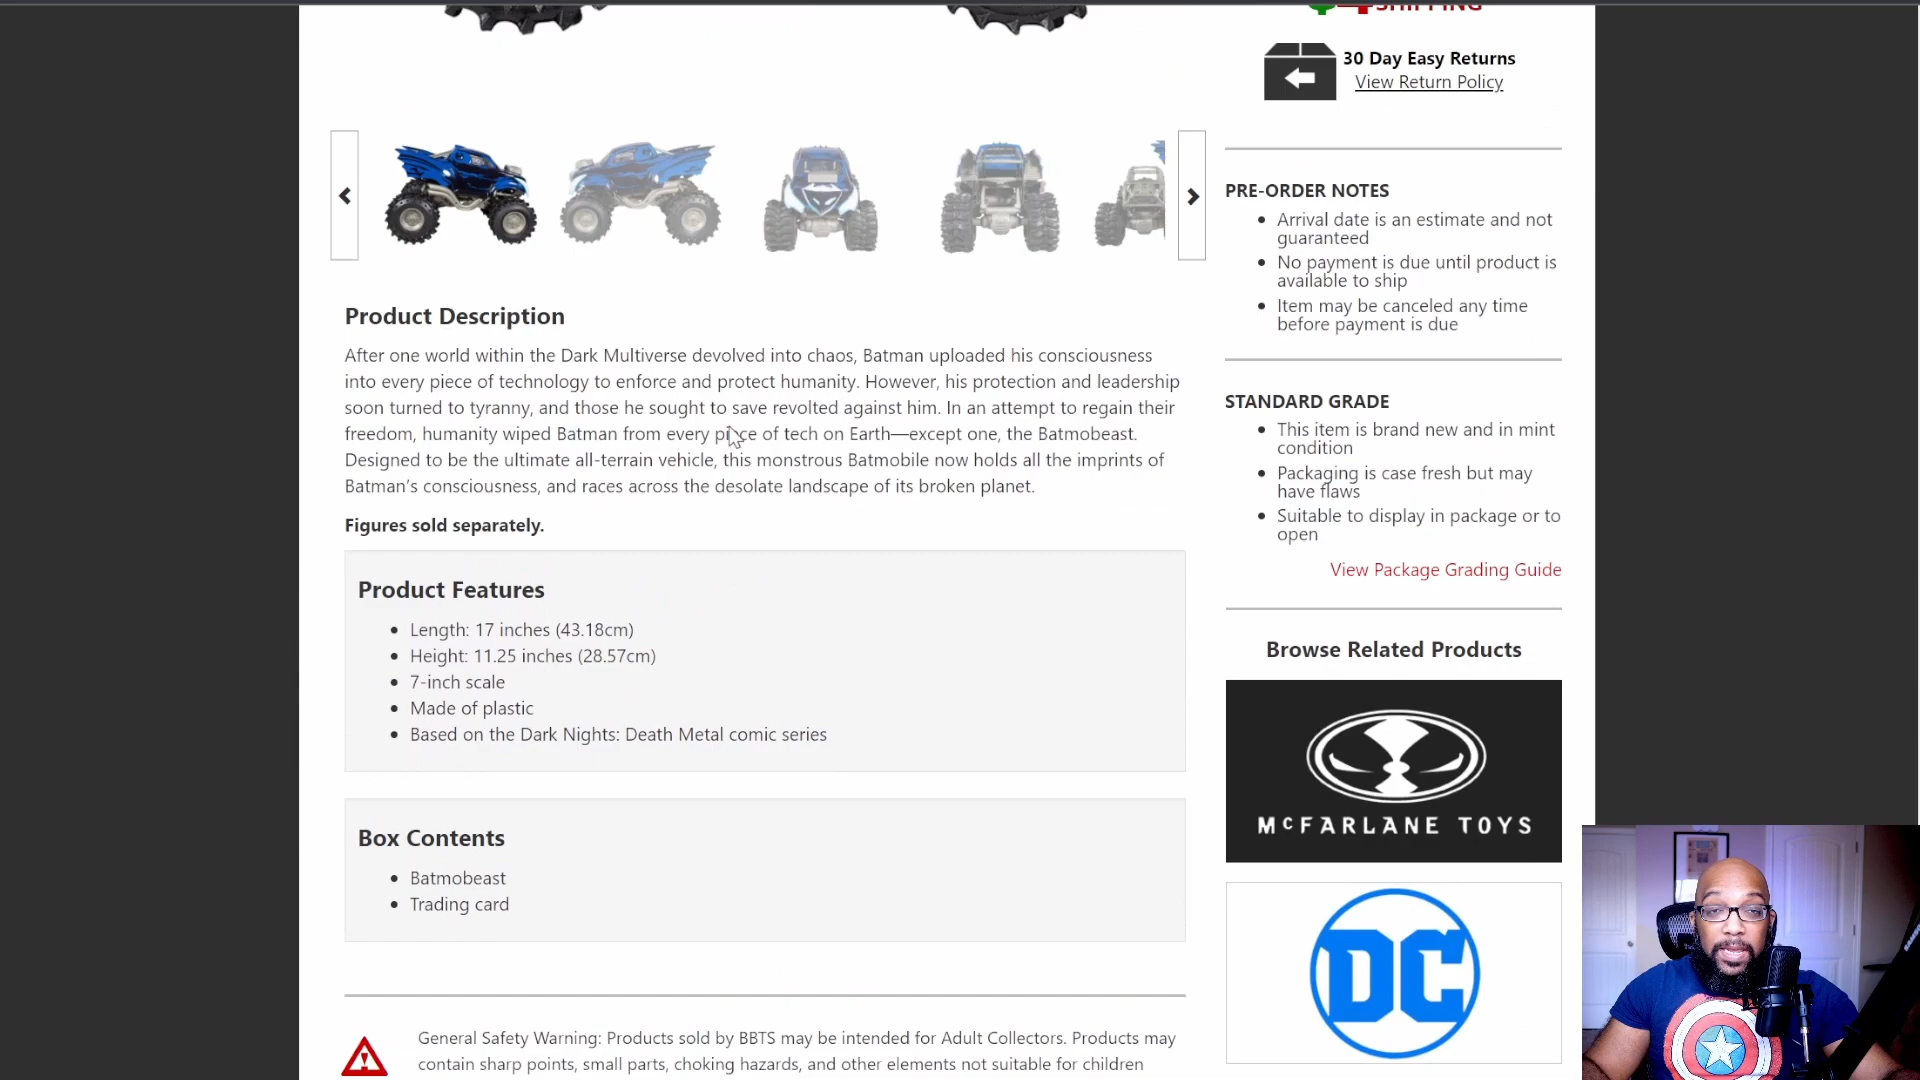 $4 SHIPPING
30 Day Easy Returns
View Return Policy
Product Description
After one world within the Dark Multiverse devolved into chaos, Batman uploaded his consciousness
into every piece of technology to enforce and protect humanity. However, his protection and leadership
soon turned to tyranny, and those he sought to save revolted against him. In an attempt to regain their
freedom, humanity wiped Batman from every piece of tech on Earth—except one, the Batmobeast.
Designed to be the ultimate all-terrain vehicle, this monstrous Batmobile now holds all the imprints of
Batman’s consciousness, and races across the desolate landscape of its broken planet.
Figures sold separately.
Product Features
Length: 17 inches (43.18cm)
Height: 11.25 inches (28.57cm)
7-inch scale
Made of plastic
Based on the Dark Nights: Death Metal comic series
Box Contents
Batmobeast
Trading card
General Safety Warning: Products sold by BBTS may be intended for Adult Collectors. Products may
contain sharp points, small parts, choking hazards, and other elements not suitable for children
PRE-ORDER NOTES
Arrival date is an estimate and not
guaranteed
No payment is due until product is
available to ship
Item may be canceled any time
before payment is due
STANDARD GRADE
This item is brand new and in mint
condition
Packaging is case fresh but may
have flaws
Suitable to display in package or to
open
View Package Grading Guide
Browse Related Products
McFARLANE TOYS
DC